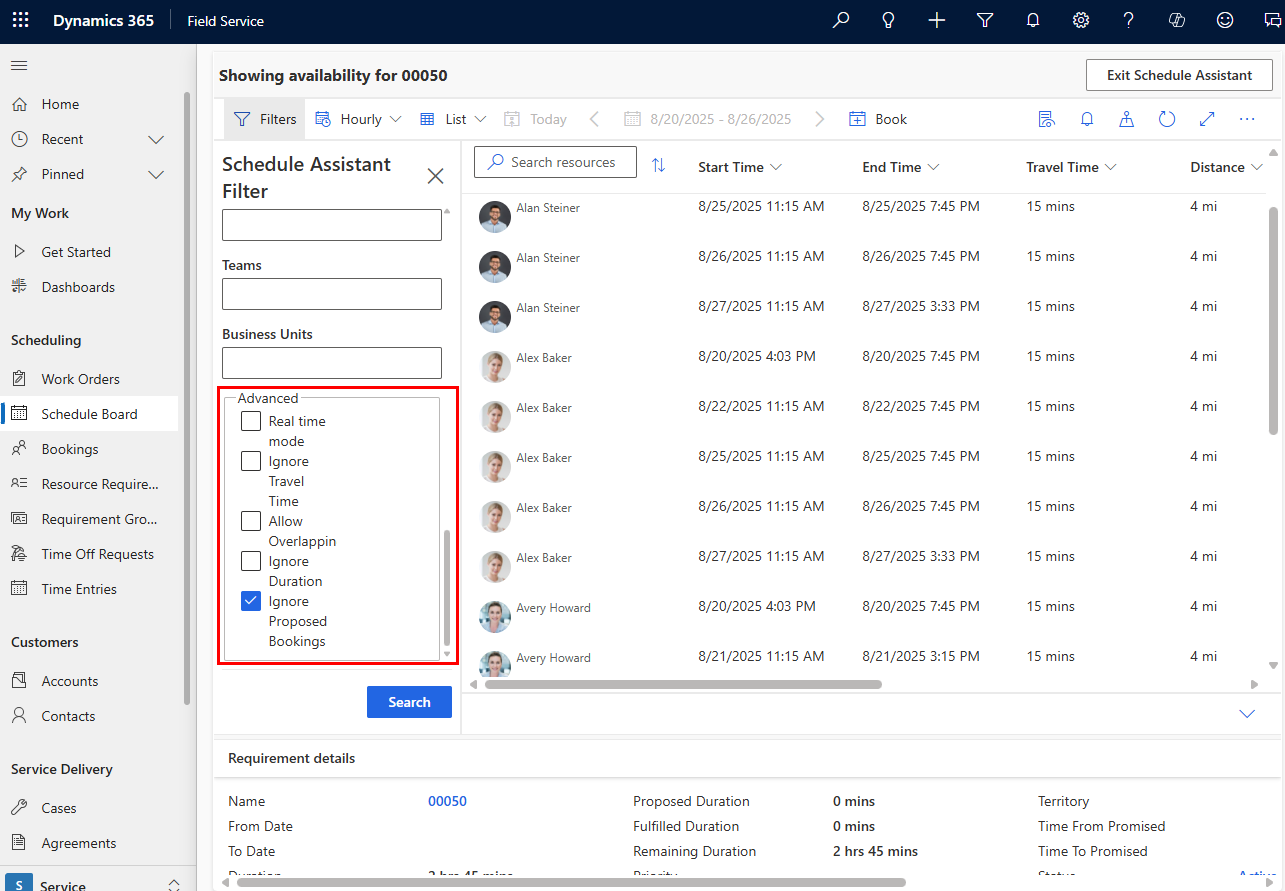 Dynamics 365
Field Service
Home
Recent
Pinned
My Work
Get Started
Dashboards
Scheduling
Work Orders
Schedule Board
Bookings
Resource Require...
Requirement Gro...
Time Off Requests
Time Entries
Customers
Accounts
Contacts
Service Delivery
Cases
Agreements
S Service
Showing availability for 00050
Exit Schedule Assistant
Filters Hourly List Today 8/20/2025 - 8/26/2025 Book
Schedule Assistant
Filter
Teams
Business Units
Advanced
Real time
mode
Ignore
Travel
Time
Allow
Overlappin
Ignore
Duration
Ignore
Proposed
Bookings
Search
Search resources Start Time End Time Travel Time Distance
Alan Steiner 8/25/2025 11:15 AM 8/25/2025 7:45 PM 15 mins 4 mi
Alan Steiner 8/26/2025 11:15 AM 8/26/2025 7:45 PM 15 mins 4 mi
Alan Steiner 8/27/2025 11:15 AM 8/27/2025 3:33 PM 15 mins 4 mi
Alex Baker 8/20/2025 4:03 PM 8/20/2025 7:45 PM 15 mins 4 mi
Alex Baker 8/22/2025 11:15 AM 8/22/2025 7:45 PM 15 mins 4 mi
Alex Baker 8/25/2025 11:15 AM 8/25/2025 7:45 PM 15 mins 4 mi
Alex Baker 8/26/2025 11:15 AM 8/26/2025 7:45 PM 15 mins 4 mi
Alex Baker 8/27/2025 11:15 AM 8/27/2025 3:33 PM 15 mins 4 mi
Avery Howard 8/20/2025 4:03 PM 8/20/2025 7:45 PM 15 mins 4 mi
Avery Howard 8/21/2025 11:15 AM 8/21/2025 3:15 PM 15 mins 4 mi
Requirement details
Name 00050 Proposed Duration 0 mins Territory
From Date Fulfilled Duration 0 mins Time From Promised
To Date Remaining Duration 2 hrs 45 mins Time To Promised
Duration 2 hrs 45 mins Priority Status Active